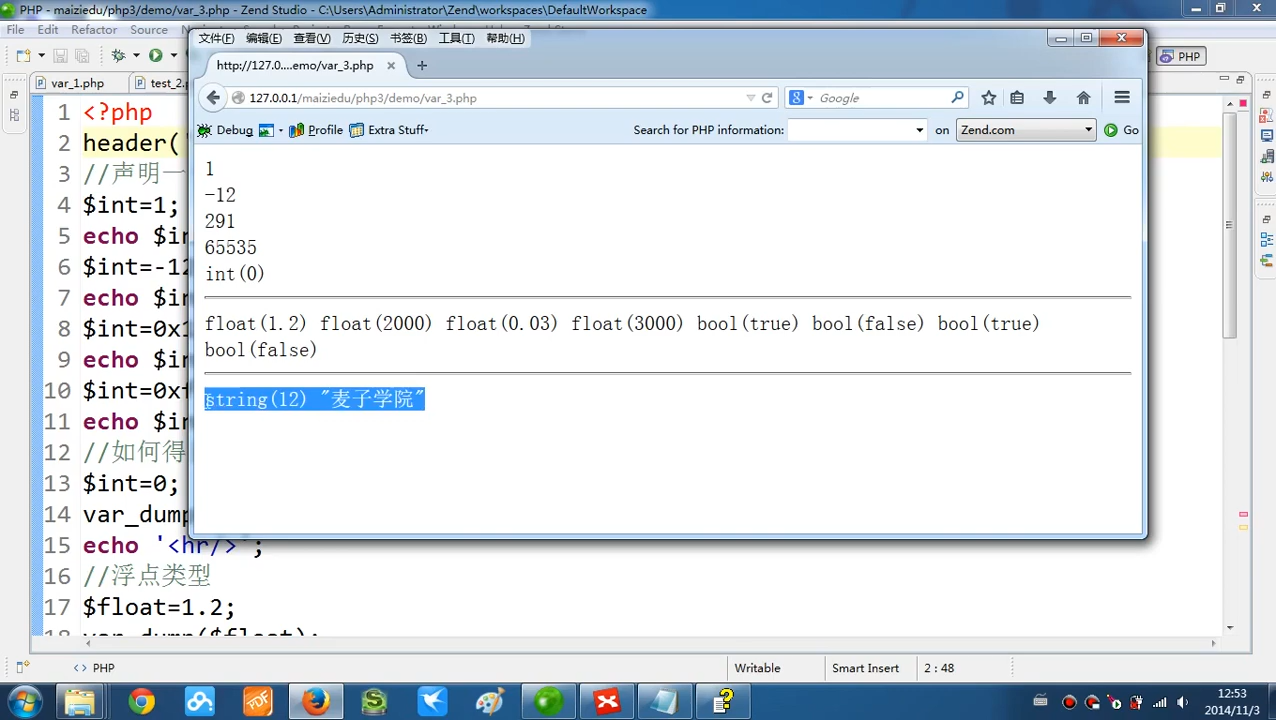 PHP - maiziedu/php3/demo/var_3.php - Zend Studio - C:\Users\Administrator\Zend\workspaces\DefaultWorkspace
File Edit Refactor Source
文件(F) 编辑(E) 查看(V) 历史(S) 书签(B) 工具(T) 帮助(H)
PHP
var_1.php test_2.p
http://127.0....emo/var_3.php
127.0.0.1/maiziedu/php3/demo/var_3.php
Google
Debug Profile Extra Stuff Search for PHP information: on Zend.com Go
1
-12
291
65535
int(0)
float(1.2) float(2000) float(0.03) float(3000) bool(true) bool(false) bool(true)
bool(false)
string(12) "麦子学院"
1 <?php
2 header(
3 //声明一
4 $int=1;
5 echo $in
6 $int=-12
7 echo $in
8 $int=0x1
9 echo $in
10 $int=0xf
11 echo $in
12 //如何得
13 $int=0;
14 var_dump
15 echo '<hr/>';
16 //浮点类型
17 $float=1.2;
18 var_dump($float);
PHP Writable Smart Insert 2 : 48
12:53
2014/11/3